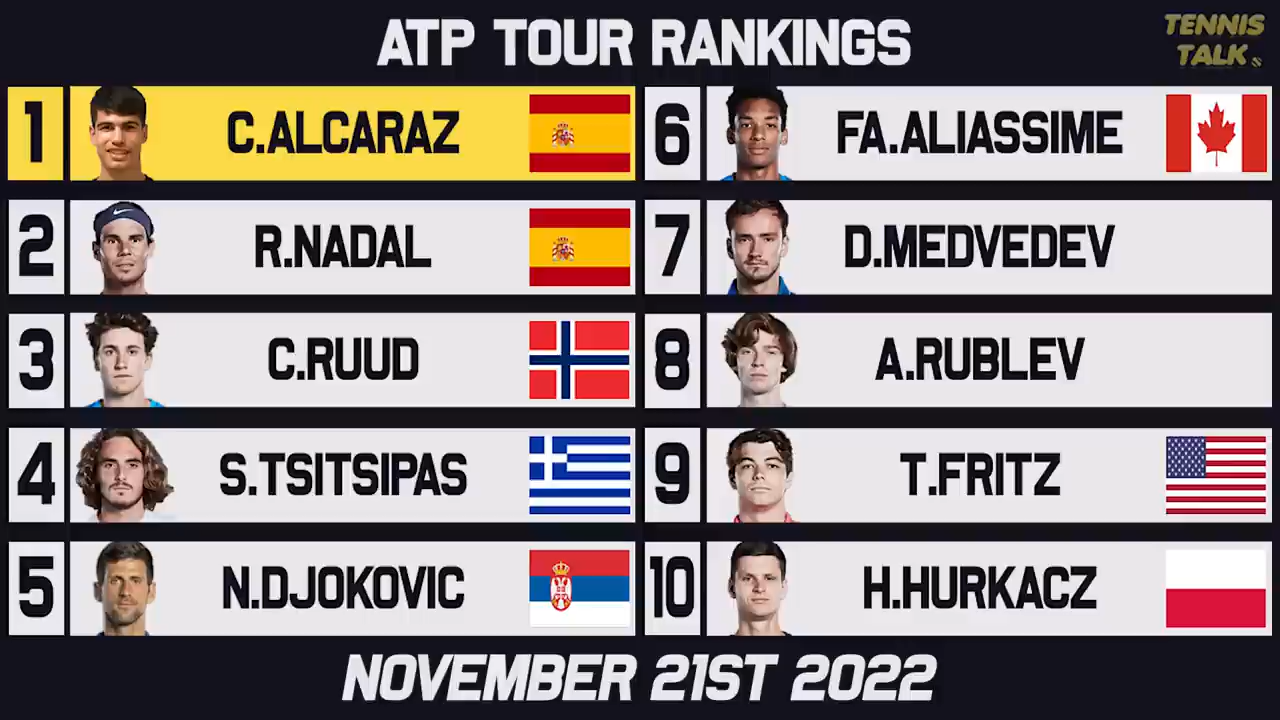 ATP TOUR RANKINGS
TENNIS
TALK
1 C.ALCARAZ
2 R.NADAL
3 C.RUUD
4 S.TSITSIPAS
5 N.DJOKOVIC
6 FA.ALIASSIME
7 D.MEDVEDEV
8 A.RUBLEV
9 T.FRITZ
10 H.HURKACZ
NOVEMBER 21ST 2022